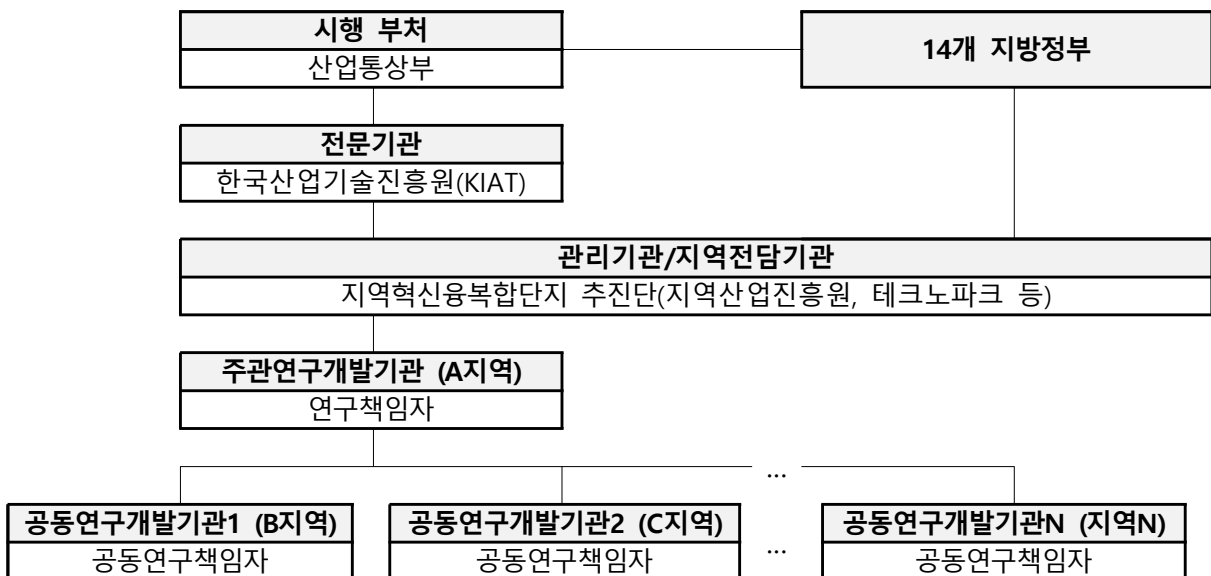 시행 부처
산업통상부
14개 지방정부
전문기관
한국산업기술진흥원(KIAT)
관리기관/지역전담기관
지역혁신융복합단지 추진단(지역산업진흥원, 테크노파크 등)
주관연구개발기관 (A지역)
연구책임자
...
공동연구개발기관1 (B지역)
공동연구책임자
공동연구개발기관2 (C지역)
공동연구책임자
...
공동연구개발기관N (지역N)
공동연구책임자